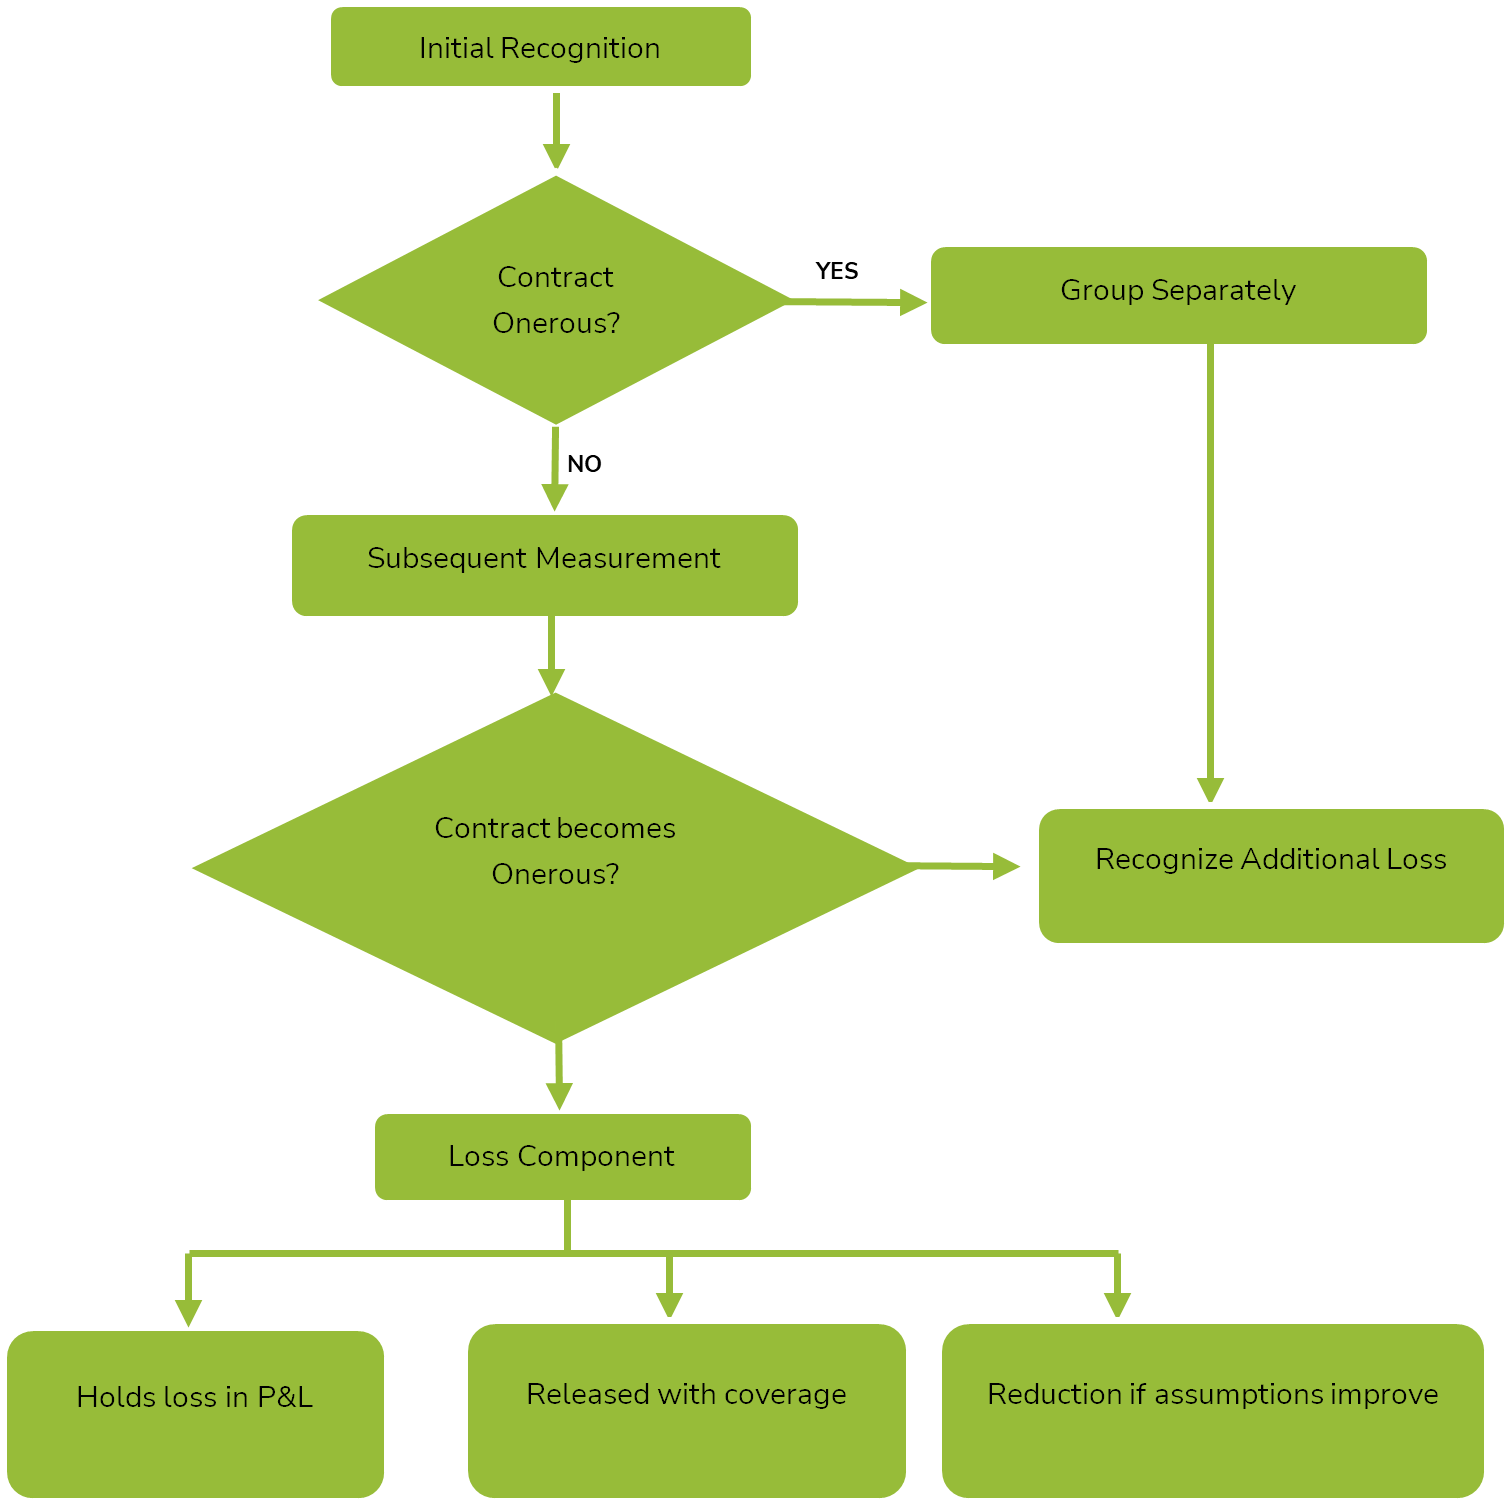 Initial Recognition
Contract
Onerous?
YES
Group Separately
NO
Subsequent Measurement
Contract becomes
Onerous?
Recognize Additional Loss
Loss Component
Holds loss in P&L
Released with coverage
Reduction if assumptions improve